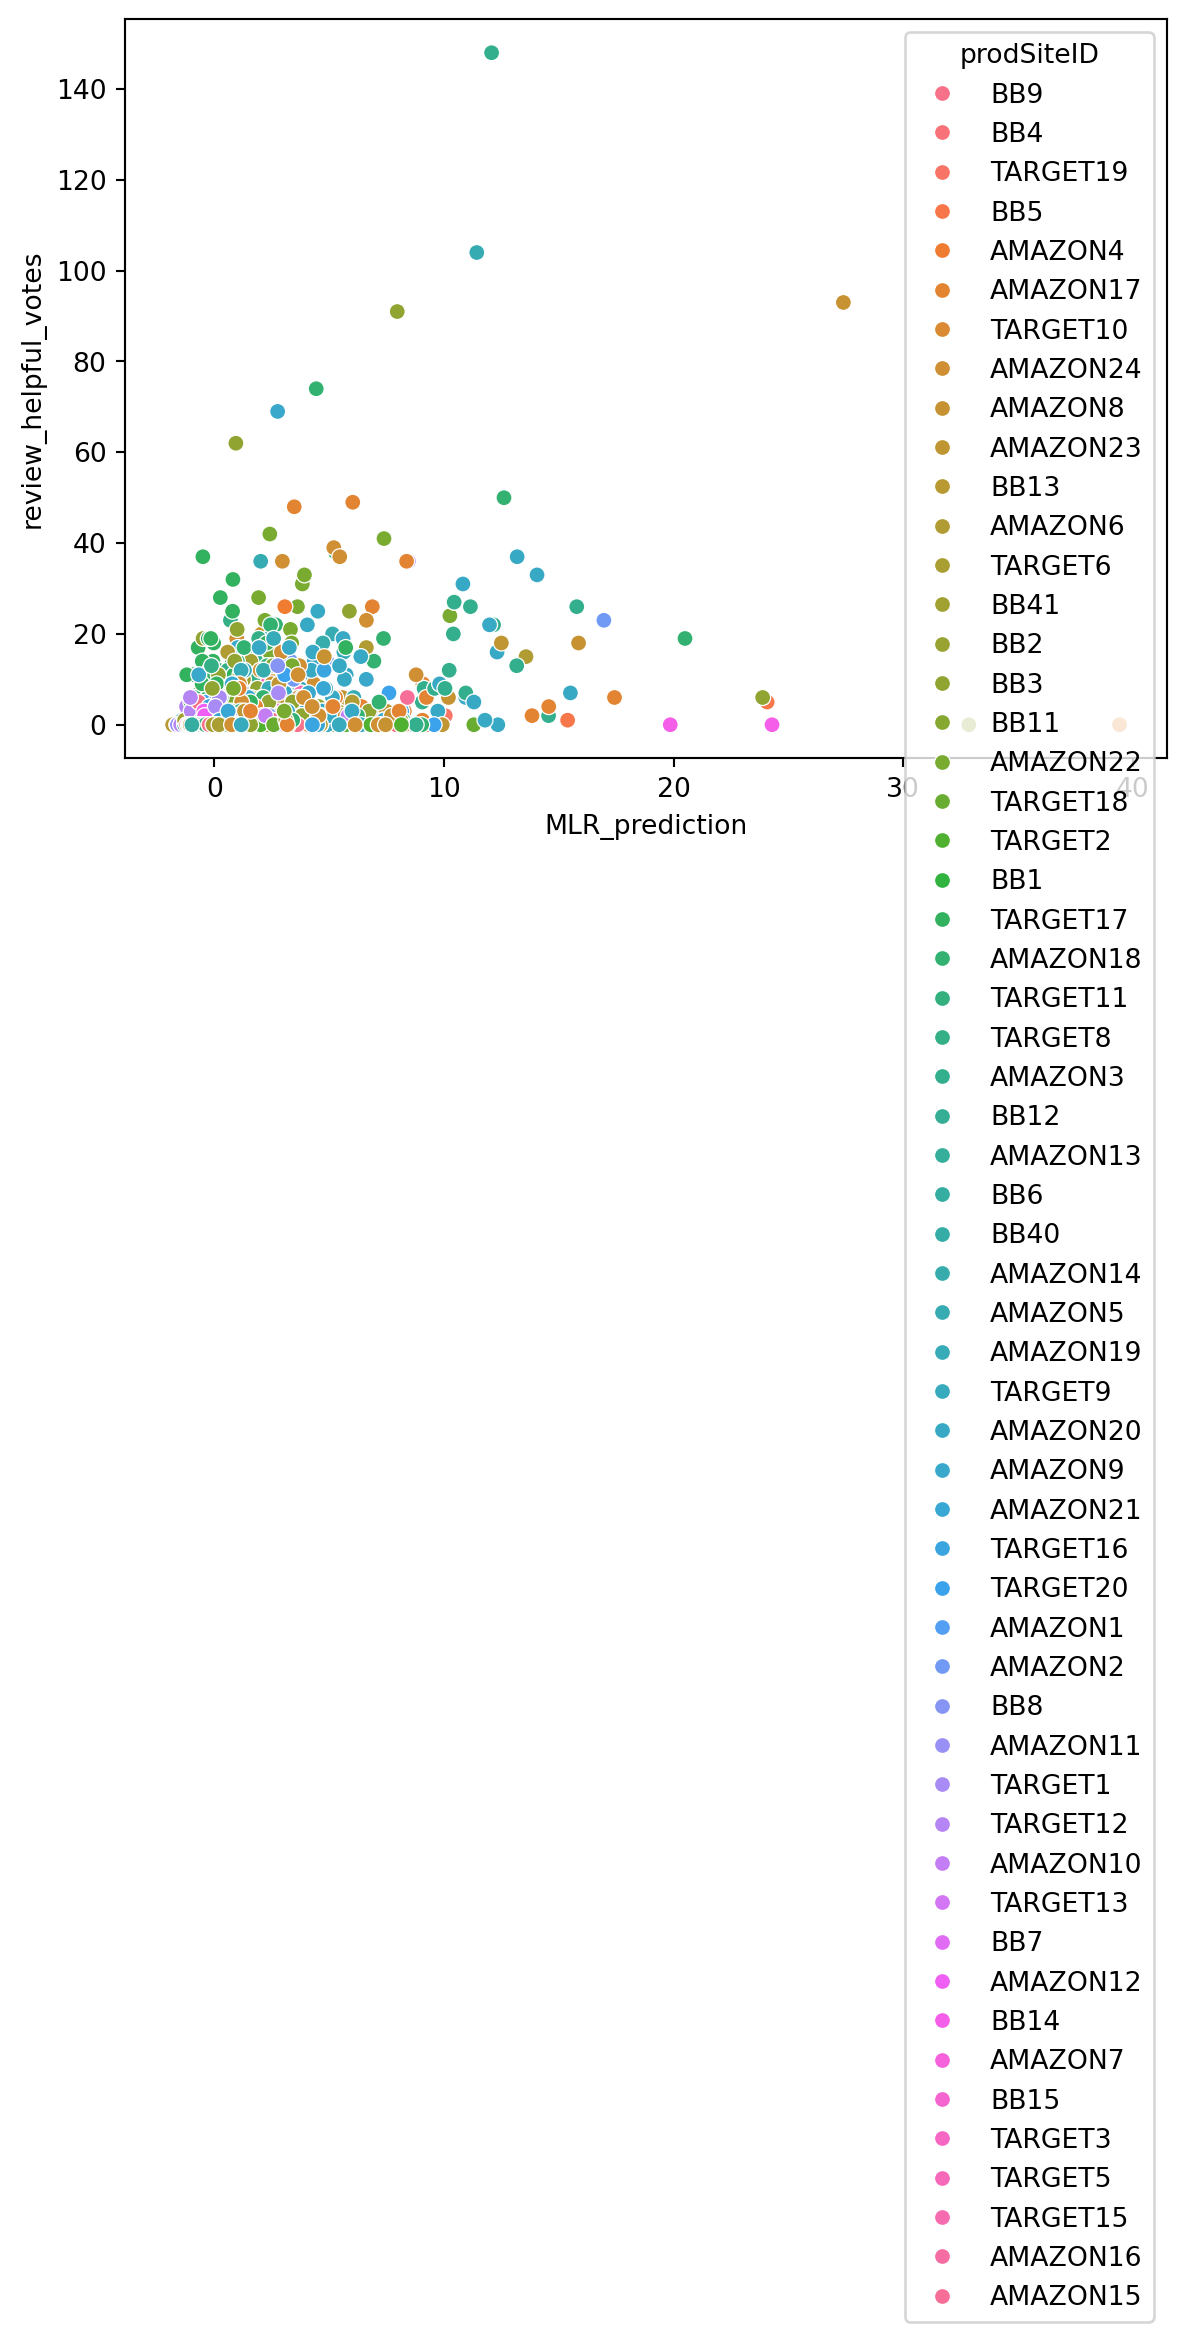 140
120
100
80
60
40
20
0
review_helpful_votes
0
10
20
30
40
MLR_prediction
prodSiteID
BB9
BB4
TARGET19
BB5
AMAZON4
AMAZON17
TARGET10
AMAZON24
AMAZON8
AMAZON23
BB13
AMAZON6
TARGET6
BB41
BB2
BB3
BB11
AMAZON22
TARGET18
TARGET2
BB1
TARGET17
AMAZON18
TARGET11
TARGET8
AMAZON3
BB12
AMAZON13
BB6
BB40
AMAZON14
AMAZON5
AMAZON19
TARGET9
AMAZON20
AMAZON9
AMAZON21
TARGET16
TARGET20
AMAZON1
AMAZON2
BB8
AMAZON11
TARGET1
TARGET12
AMAZON10
TARGET13
BB7
AMAZON12
BB14
AMAZON7
BB15
TARGET3
TARGET5
TARGET15
AMAZON16
AMAZON15